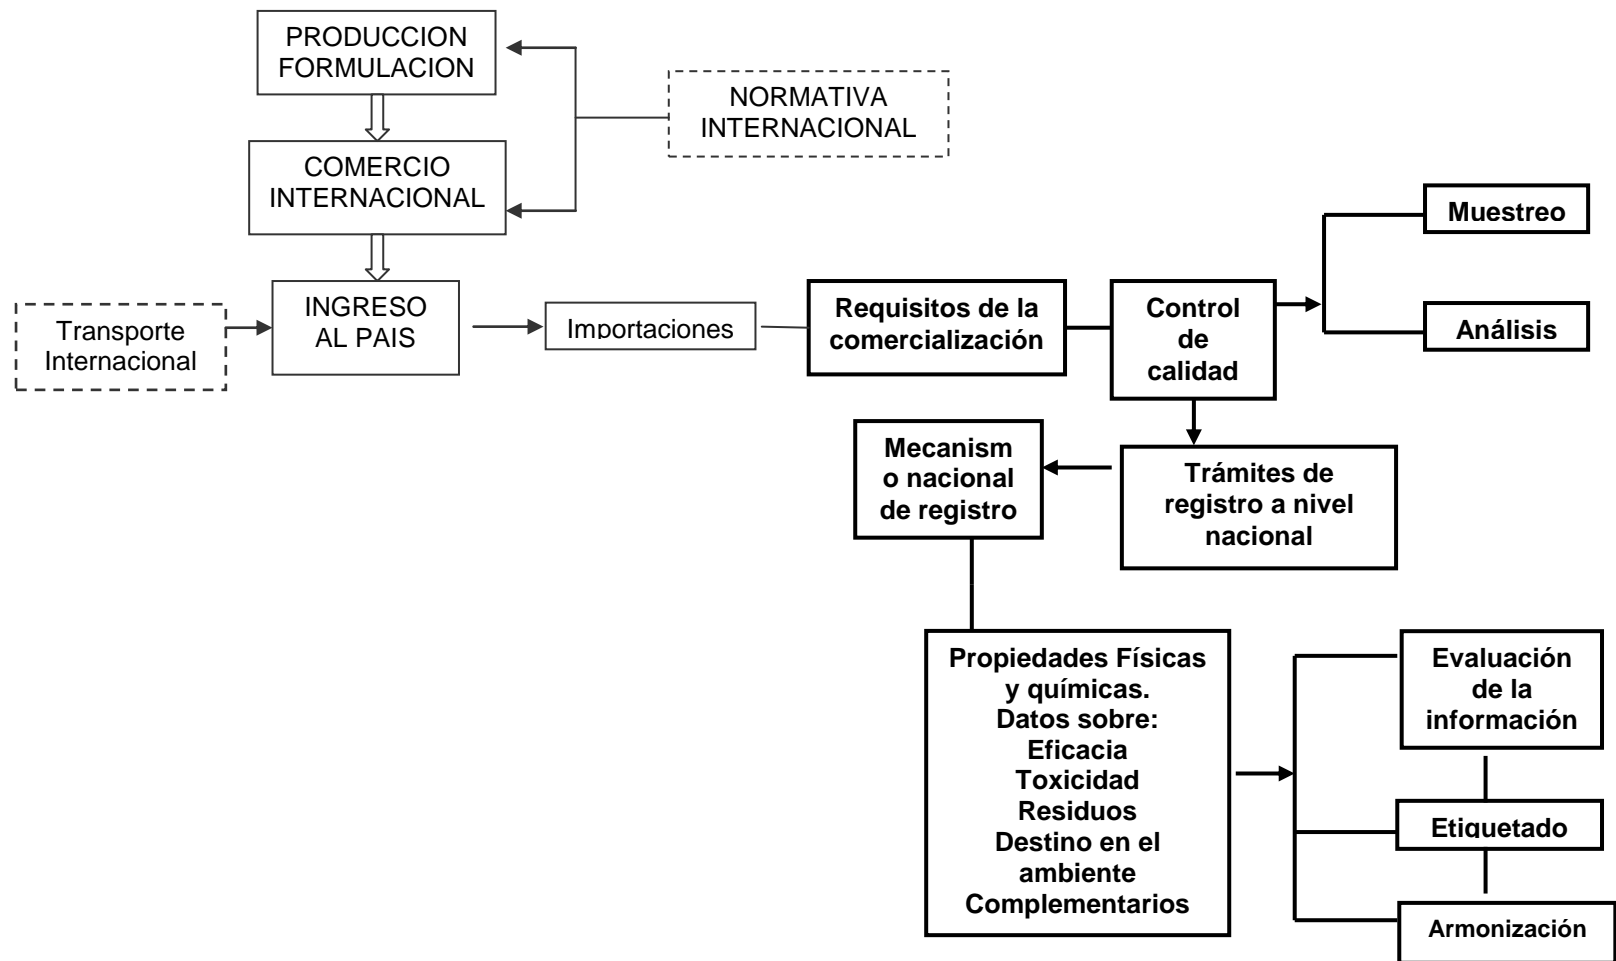 PRODUCCION
FORMULACION
NORMATIVA
INTERNACIONAL
COMERCIO
INTERNACIONAL
Muestreo
Transporte
Internacional
INGRESO
AL PAIS
Importaciones
Requisitos de la
comercialización
Control
de
calidad
Análisis
Mecanism
o nacional
de registro
Trámites de
registro a nivel
nacional
Propiedades Físicas
y químicas.
Datos sobre:
Eficacia
Toxicidad
Residuos
Destino en el
ambiente
Complementarios
Evaluación
de la
información
Etiquetado
Armonización